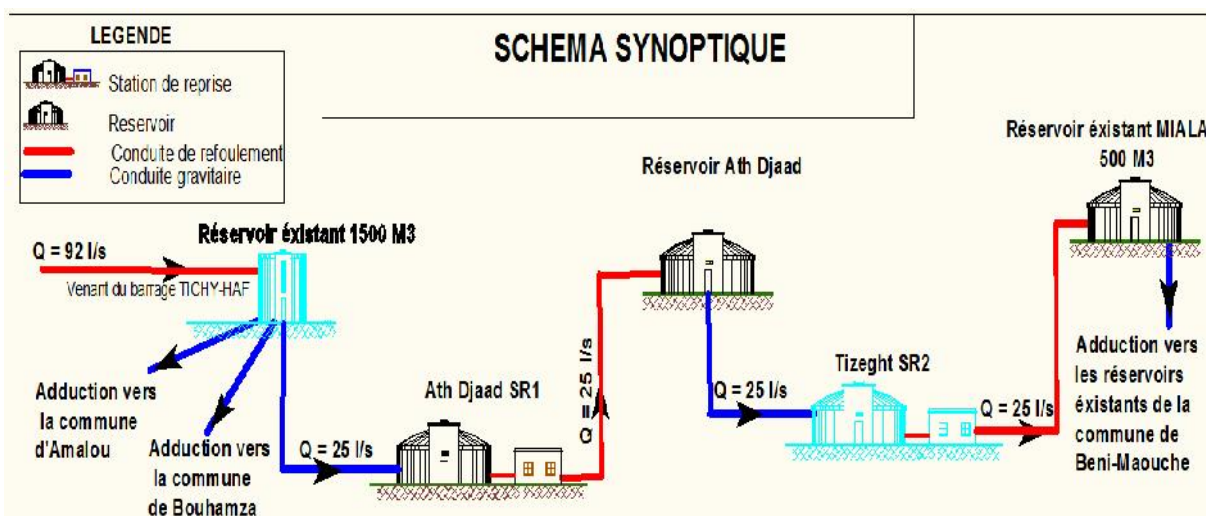 LEGENDE
Station de reprise
Reservoir
Conduite de refoulement
Conduite gravitaire
SCHEMA SYNOPTIQUE
Réservoir éxistant MIALA
500 M3
Réservoir Ath Djaad
Réservoir éxistant 1500 M3
Q = 92 l/s
Venant du barrage TICHY-HAF
Adduction vers
la commune
d'Amalou
Adduction vers
la commune
de Bouhamza
Q = 25 l/s
Ath Djaad SR1
Q = 25 l/s
Q = 25 l/s
Tizeght SR2
Q = 25 l/s
Adduction vers
les réservoirs
éxistants de la
commune de
Beni-Maouche